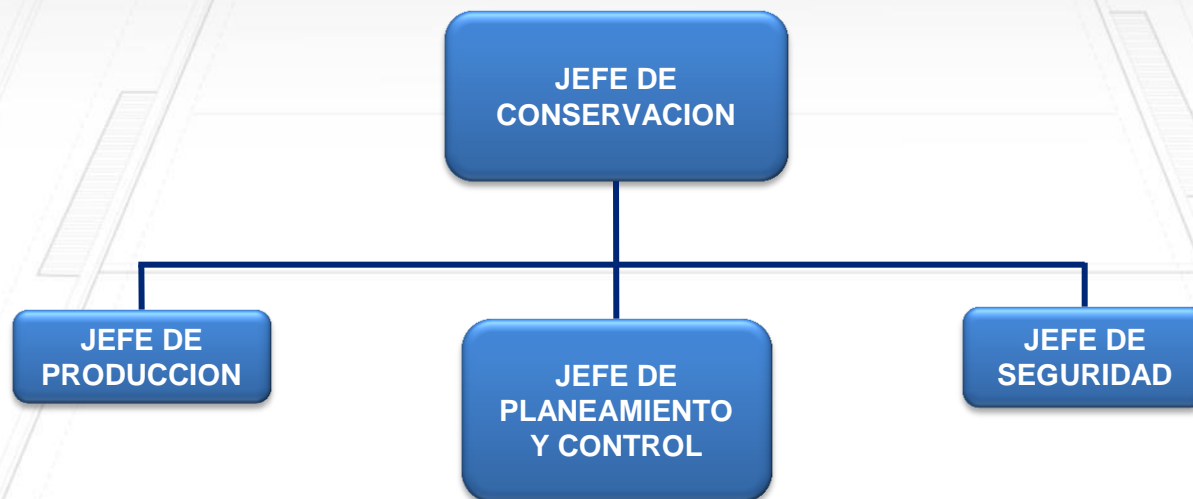 JEFE DE
CONSERVACION
JEFE DE
PRODUCCION
JEFE DE
PLANEAMIENTO
Y CONTROL
JEFE DE
SEGURIDAD